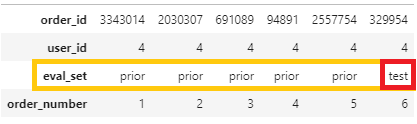 order_id 3343014 2030307 691089 94891 2557754 329954
user_id 4 4 4 4 4 4
eval_set prior prior prior prior prior test
order_number 1 2 3 4 5 6